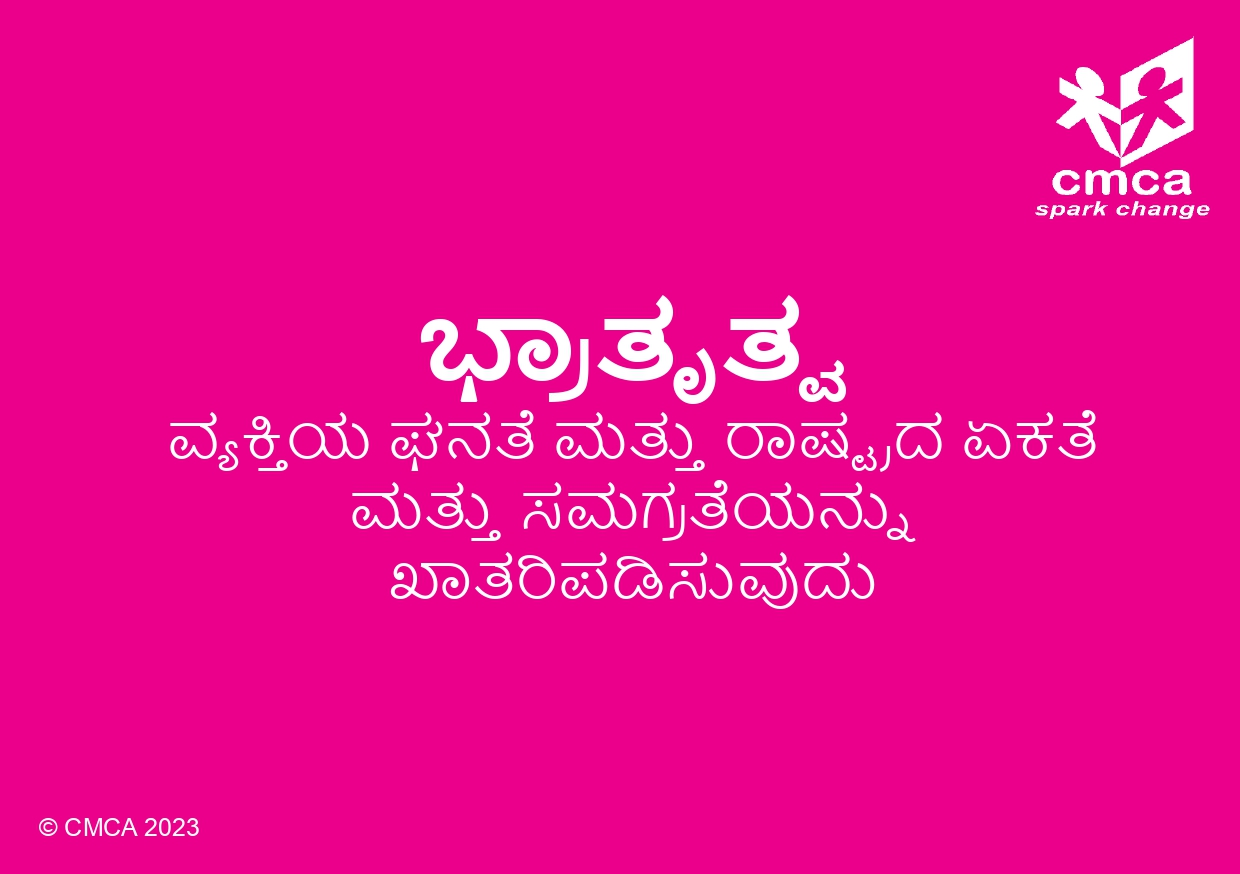 cmca
spark change
ಭ್ರಾತೃತ್ವ
ವ್ಯಕ್ತಿಯ ಘನತೆ ಮತ್ತು ರಾಷ್ಟ್ರದ ಏಕತೆ
ಮತ್ತು ಸಮಗ್ರತೆಯನ್ನು
ಖಾತರಿಪಡಿಸುವುದು
© CMCA 2023